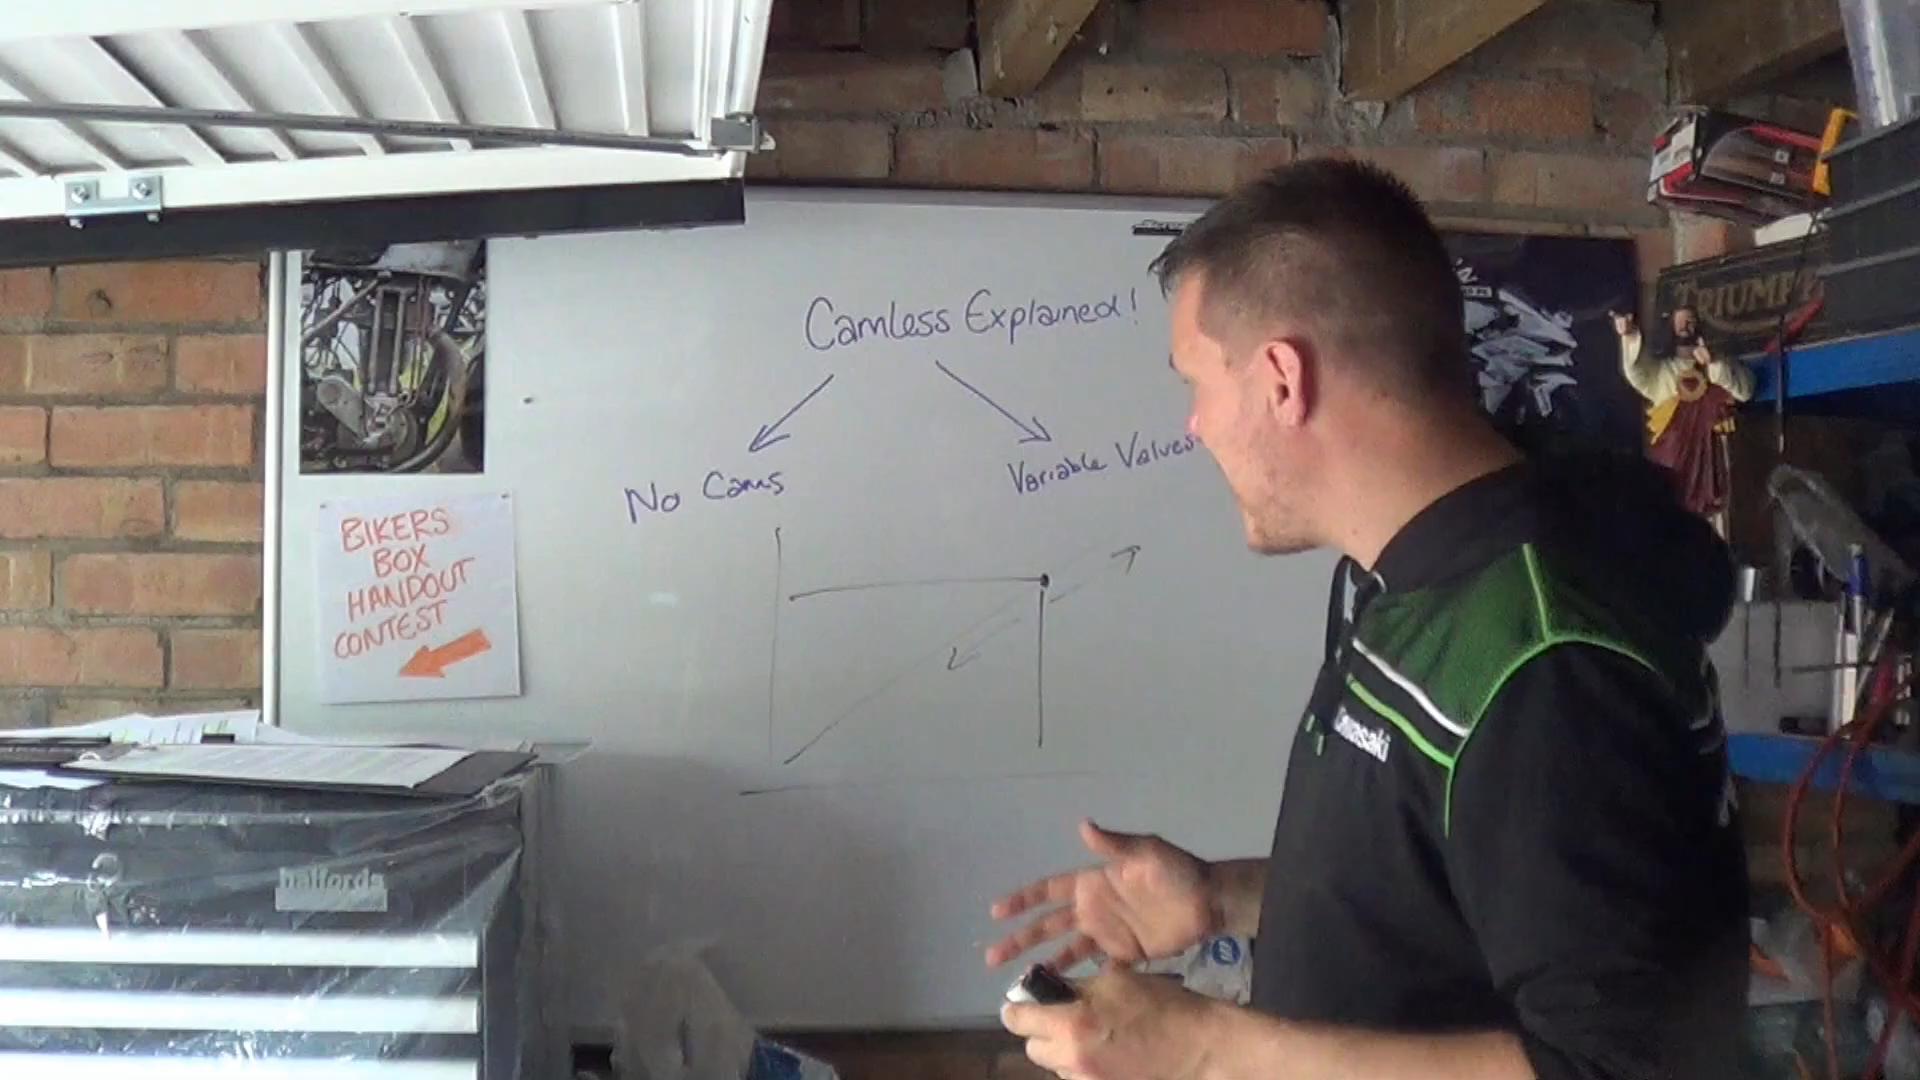 Camless Explained!
No Cams
Variable Valves
BIKERS
BOX
HANDOUT
CONTEST
TRIUMPH
Kawasaki
halfords